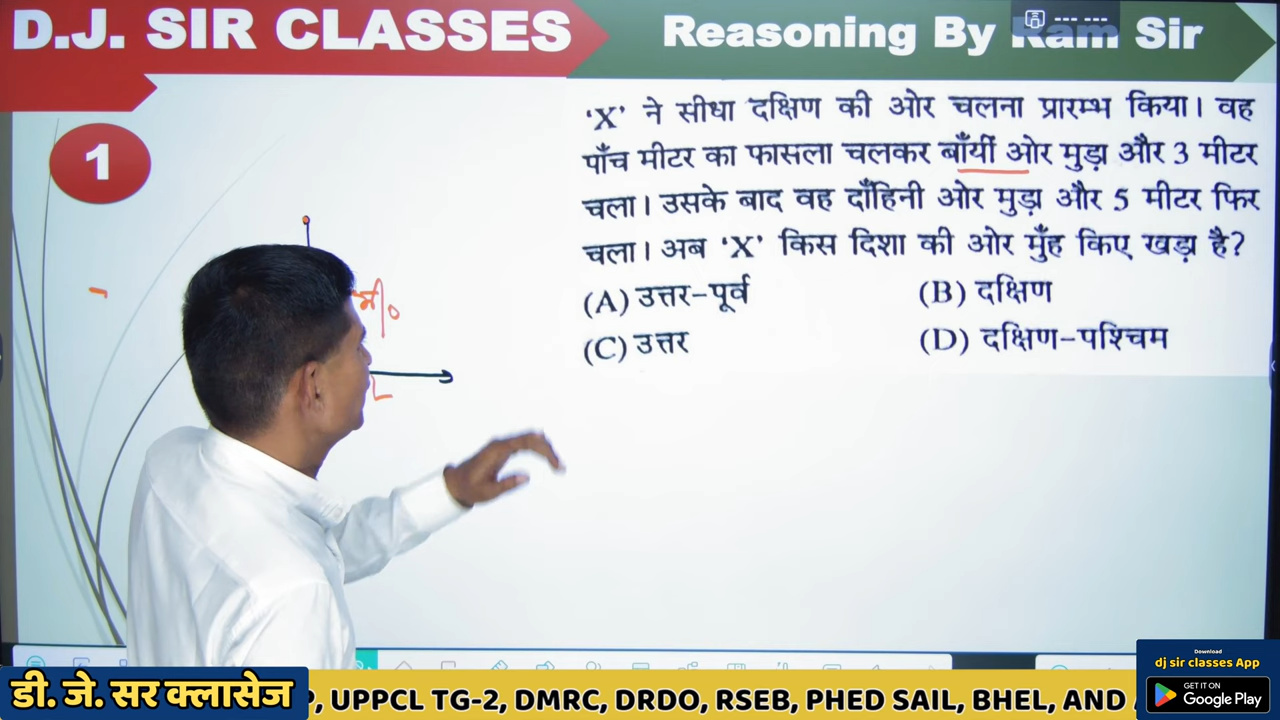 D.J. SIR CLASSES
Reasoning By Ram Sir
1
‘X’ ने सीधा दक्षिण की ओर चलना प्रारम्भ किया। वह
पाँच मीटर का फासला चलकर बाँयीं ओर मुड़ा और 3 मीटर
चला। उसके बाद वह दाँहिनी ओर मुड़ा और 5 मीटर फिर
चला। अब ‘X’ किस दिशा की ओर मुँह किए खड़ा है?
(A) उत्तर-पूर्व
(B) दक्षिण
(C) उत्तर
(D) दक्षिण-पश्चिम
L
डी. जे. सर क्लासेज
P, UPPCL TG-2, DMRC, DRDO, RSEB, PHED SAIL, BHEL, AND
Download
dj sir classes App
GET IT ON
Google Play